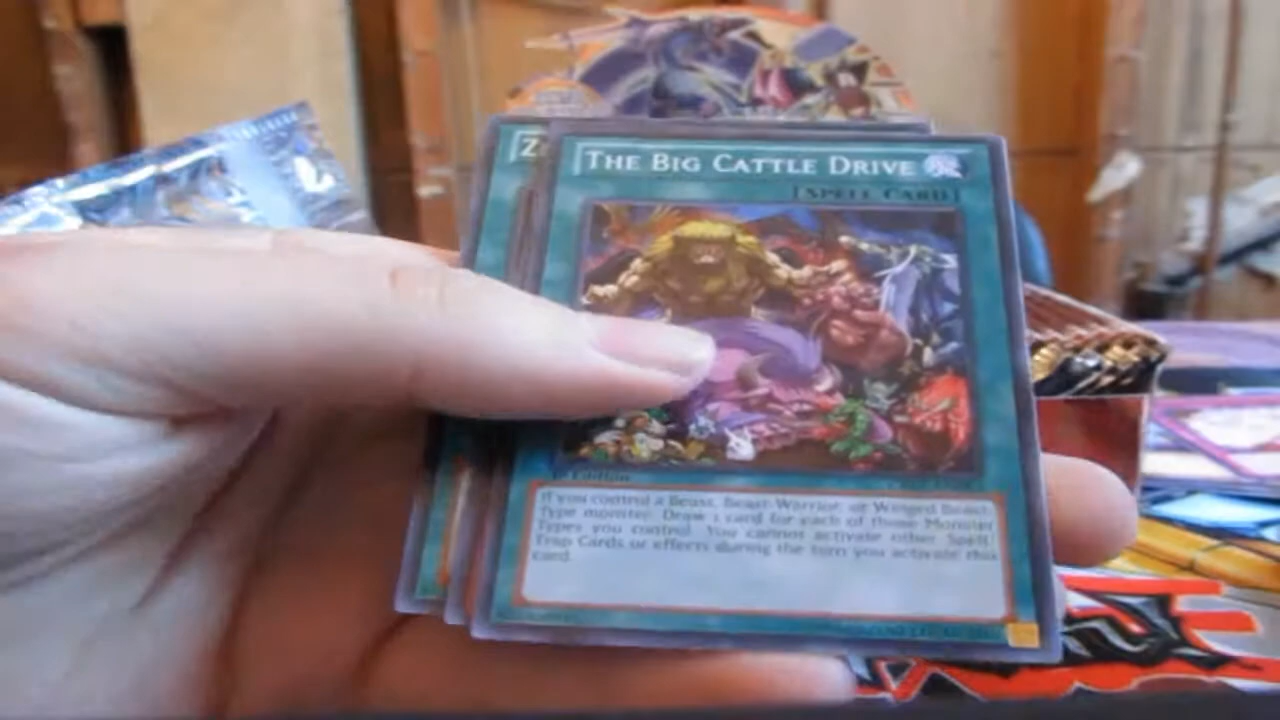 Z
THE BIG CATTLE DRIVE
[SPELL CARD]
1st Edition
If you control a Beast, Beast-Warrior, or Winged Beast-
Type monster: Draw 1 card for each of those Monster
Types you control. You cannot activate other Spell/
Trap Cards or effects during the turn you activate this
card.